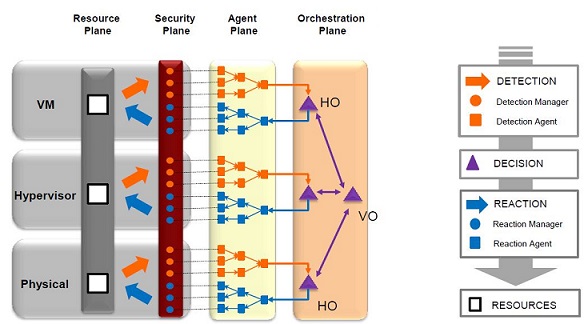 Resource
Plane
Security
Plane
Agent
Plane
Orchestration
Plane
VM
HO
Hypervisor
VO
Physical
HO
DETECTION
Detection Manager
Detection Agent
DECISION
REACTION
Reaction Manager
Reaction Agent
RESOURCES